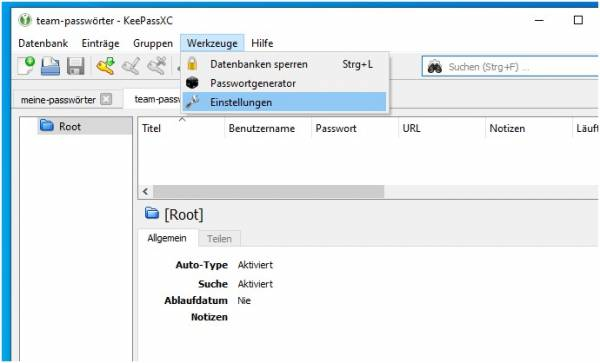 team-passwörter - KeePassXC
Datenbank Einträge Gruppen Werkzeuge Hilfe
Datenbanken sperren Strg+L
Passwortgenerator
Einstellungen
Suchen (Strg+F) ...
meine-passwörter team-passw
Root
Titel Benutzername Passwort URL Notizen Läuft
[Root]
Allgemein Teilen
Auto-Type Aktiviert
Suche Aktiviert
Ablaufdatum Nie
Notizen